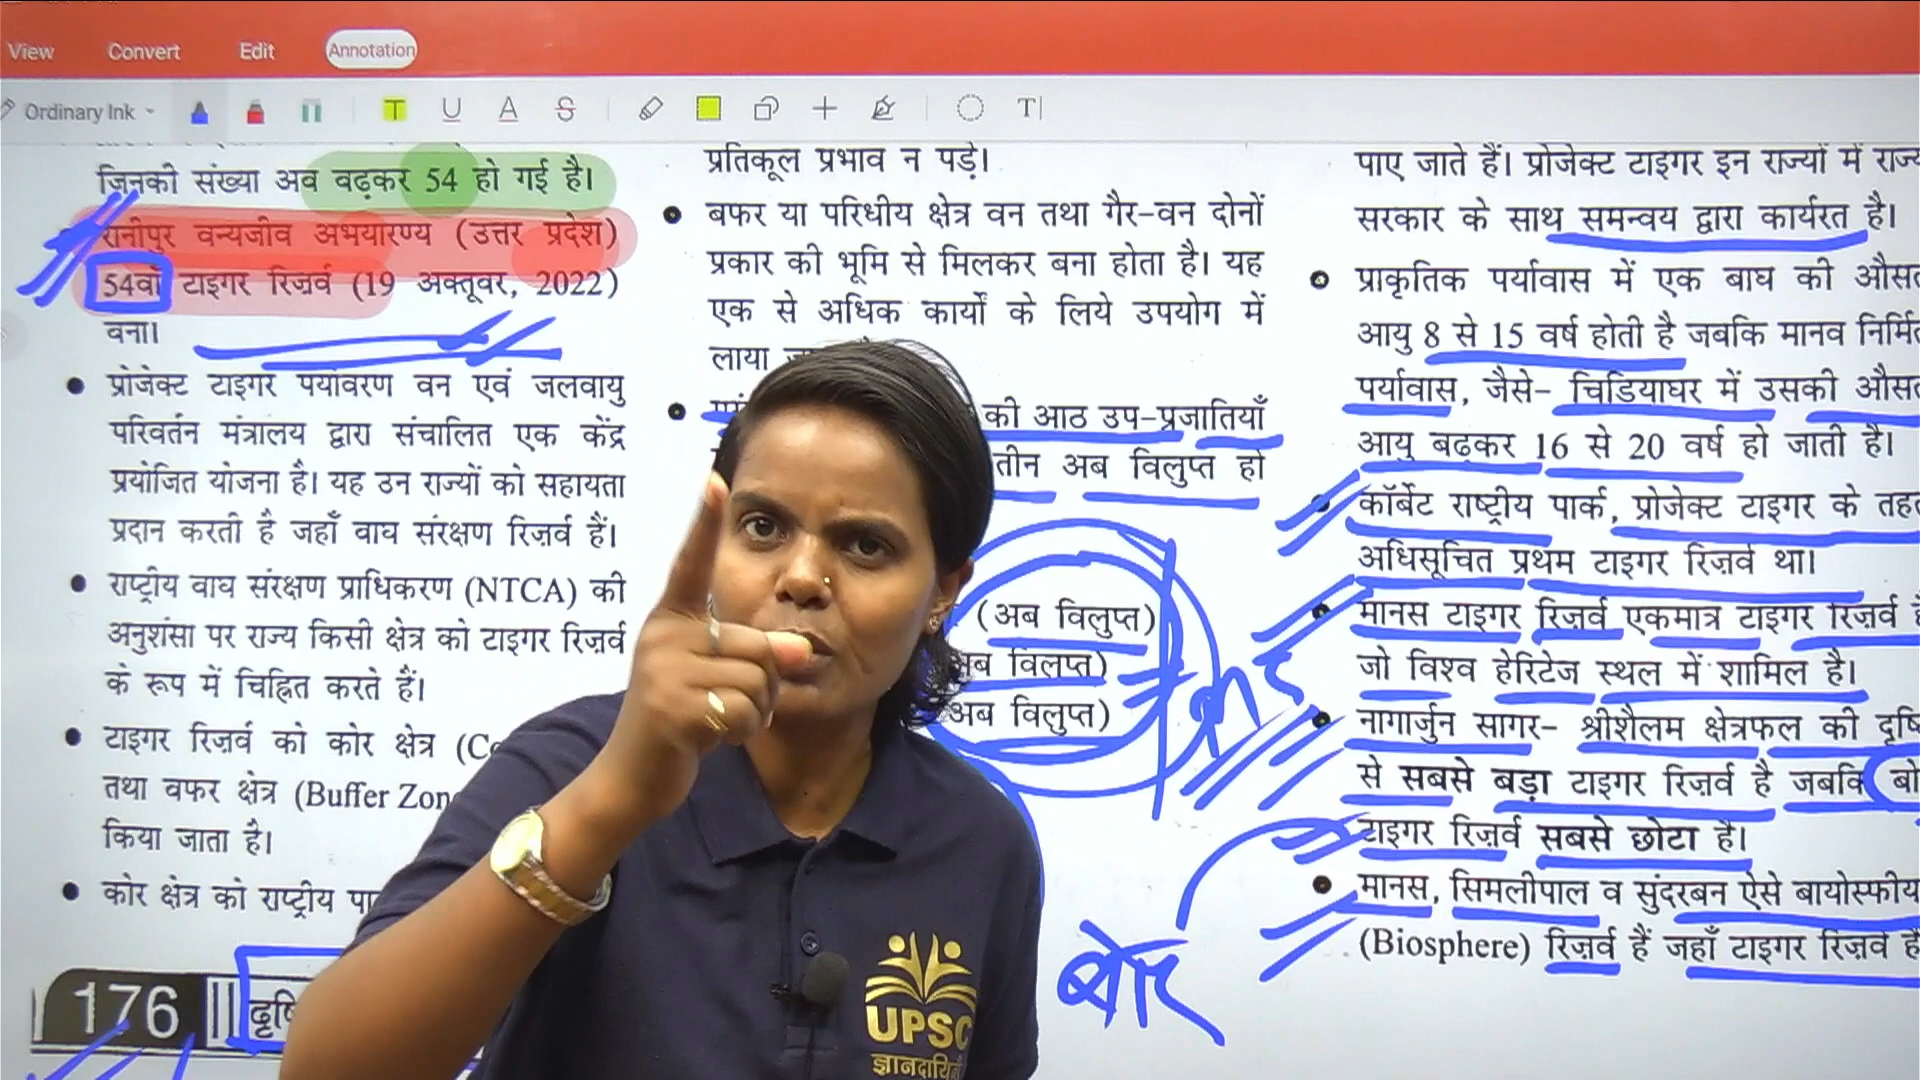 View Convert Edit Annotation
Ordinary Ink T U A S T
जिनकी संख्या अब बढ़कर 54 हो गई है।
रानीपुर वन्यजीव अभयारण्य (उत्तर प्रदेश)
54वाँ टाइगर रिज़र्व (19 अक्तूबर, 2022)
बना।
प्रोजेक्ट टाइगर पर्यावरण वन एवं जलवायु
परिवर्तन मंत्रालय द्वारा संचालित एक केंद्र
प्रयोजित योजना है। यह उन राज्यों को सहायता
प्रदान करती है जहाँ बाघ संरक्षण रिज़र्व हैं।
राष्ट्रीय बाघ संरक्षण प्राधिकरण (NTCA) की
अनुशंसा पर राज्य किसी क्षेत्र को टाइगर रिज़र्व
के रूप में चिह्नित करते हैं।
टाइगर रिज़र्व को कोर क्षेत्र
तथा बफर क्षेत्र (Buffer
किया जाता है।
कोर क्षेत्र को राष्ट्रीय
176
प्रतिकूल प्रभाव न पड़े।
बफर या परिधीय क्षेत्र वन तथा गैर-वन दोनों
प्रकार की भूमि से मिलकर बना होता है। यह
एक से अधिक कार्यों के लिये उपयोग में
लाया
की आठ उप-प्रजातियाँ
तीन अब विलुप्त हो
(अब विलुप्त)
अब विलुप्त)
अब विलुप्त)
बोर
पाए जाते हैं। प्रोजेक्ट टाइगर इन राज्यों में
सरकार के साथ समन्वय द्वारा कार्यरत है।
प्राकृतिक पर्यावास में एक बाघ की
आयु 8 से 15 वर्ष होती है जबकि मानव
पर्यावास, जैसे- चिडियाघर में उसकी
आयु बढ़कर 16 से 20 वर्ष हो जाती है।
कॉर्बेट राष्ट्रीय पार्क, प्रोजेक्ट टाइगर के
अधिसूचित प्रथम टाइगर रिज़र्व था।
मानस टाइगर रिज़र्व एकमात्र टाइगर रिज़र्व
जो विश्व हेरिटेज स्थल में शामिल है।
नागार्जुन सागर- श्रीशैलम क्षेत्रफल की
से सबसे बड़ा टाइगर रिज़र्व है जबकि
टाइगर रिज़र्व सबसे छोटा है।
मानस, सिमलीपाल व सुंदरबन ऐसे
(Biosphere) रिज़र्व हैं जहाँ टाइगर रिज़र्व
UPSC